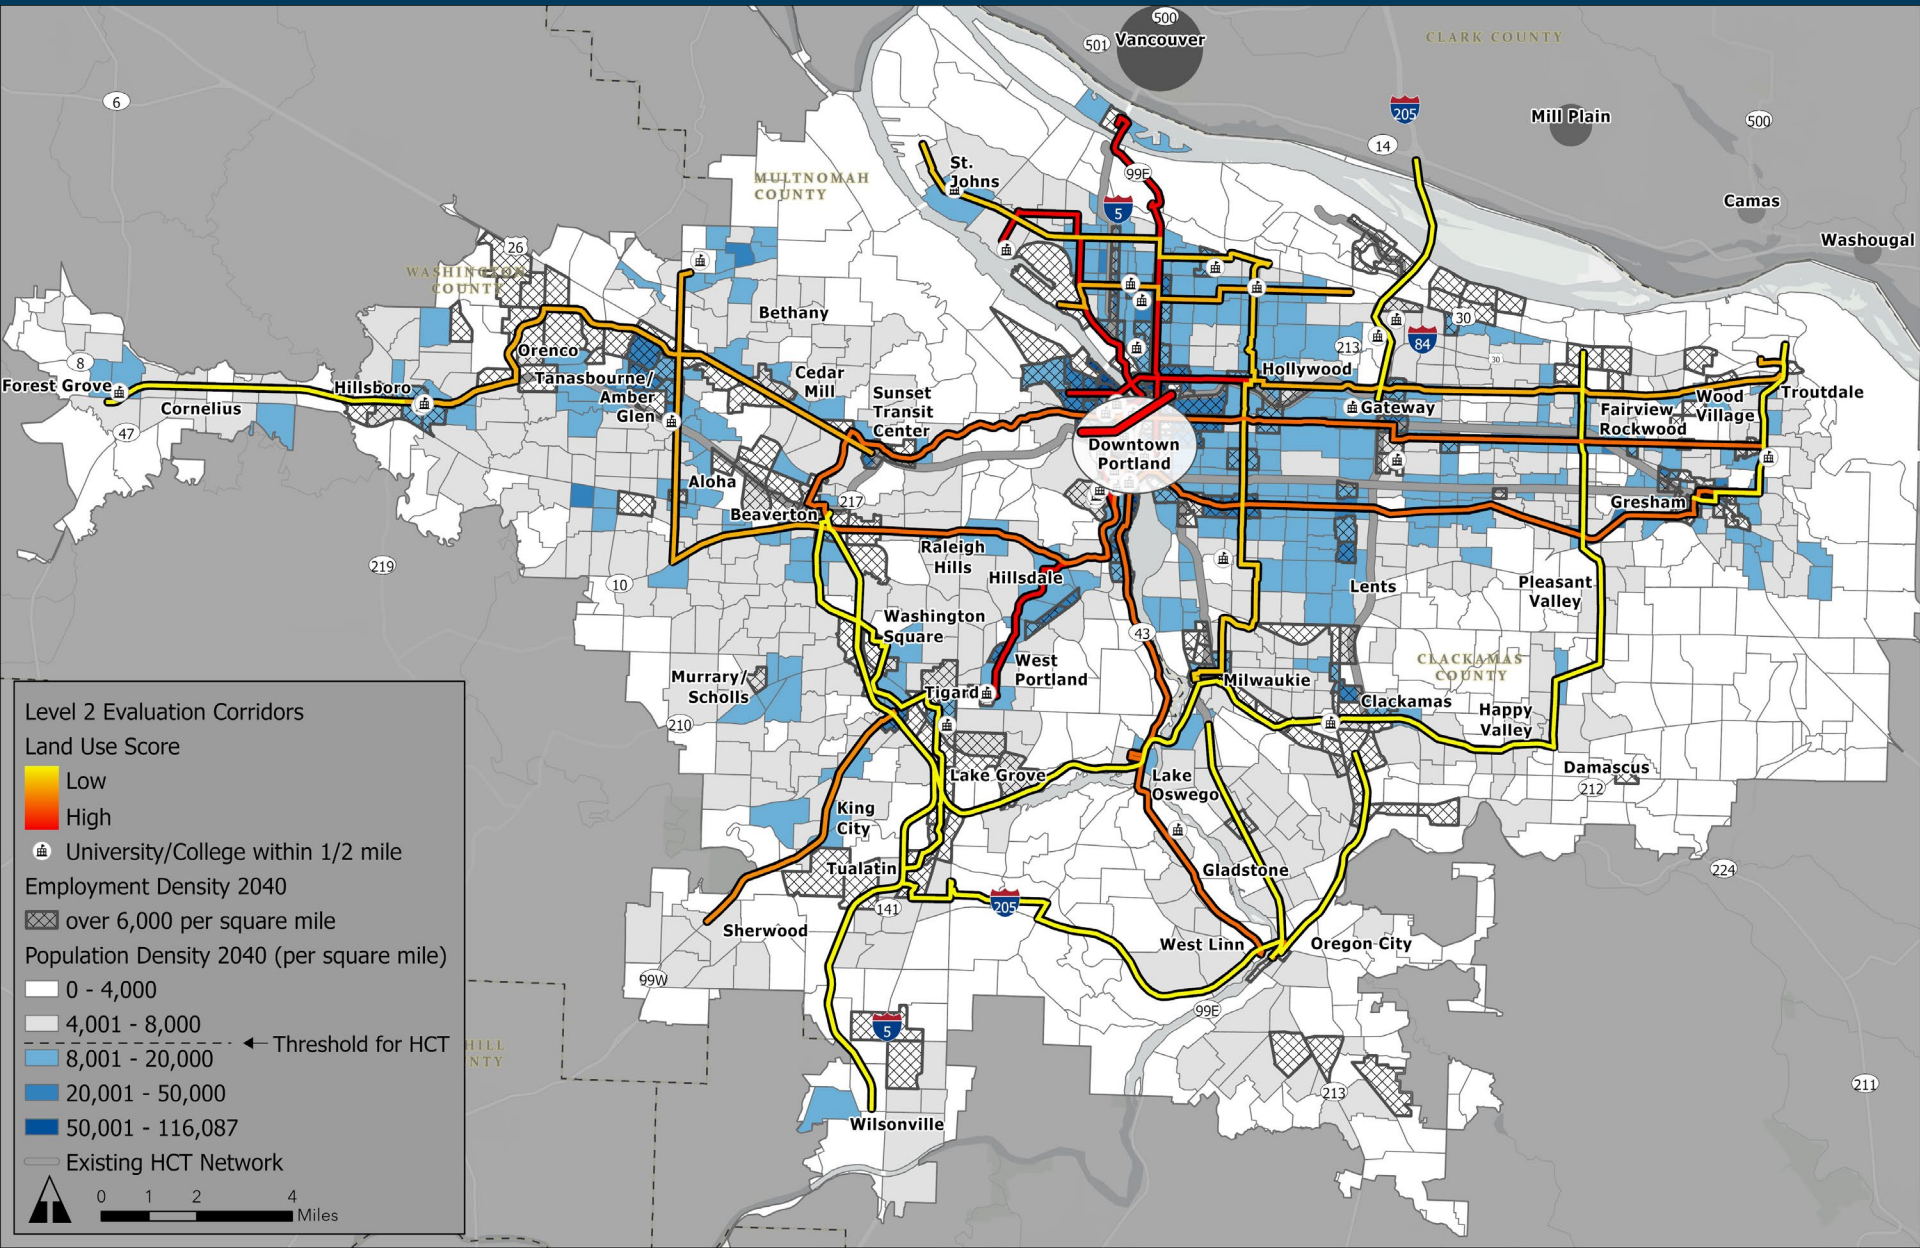 500
501
Vancouver
CLARK COUNTY
6
205
Mill Plain
500
14
St.
Johns
99E
MULTNOMAH
COUNTY
5
Camas
Washougal
26
WASHINGTON
COUNTY
Bethany
30
213
84
30
8
Orenco
Forest Grove
Hillsboro
Tanasbourne/
Amber
Glen
Cedar
Mill
Sunset
Transit
Center
Hollywood
Cornelius
Gateway
Fairview
Rockwood
Wood
Village
Troutdale
47
Downtown
Portland
Aloha
217
Beaverton
Gresham
219
10
Raleigh
Hills
Hillsdale
Lents
Pleasant
Valley
Washington
Square
43
Murrary/
Scholls
West
Portland
CLACKAMAS
COUNTY
Tigard
Milwaukie
210
Clackamas
Happy
Valley
Lake Grove
Lake
Oswego
Damascus
212
King
City
Tualatin
Gladstone
224
141
205
Sherwood
West Linn
Oregon City
99W
99E
5
HILL
NTY
213
211
Wilsonville
Level 2 Evaluation Corridors
Land Use Score
Low
High
University/College within 1/2 mile
Employment Density 2040
over 6,000 per square mile
Population Density 2040 (per square mile)
0 - 4,000
4,001 - 8,000
Threshold for HCT
8,001 - 20,000
20,001 - 50,000
50,001 - 116,087
Existing HCT Network
0 1 2 4
Miles